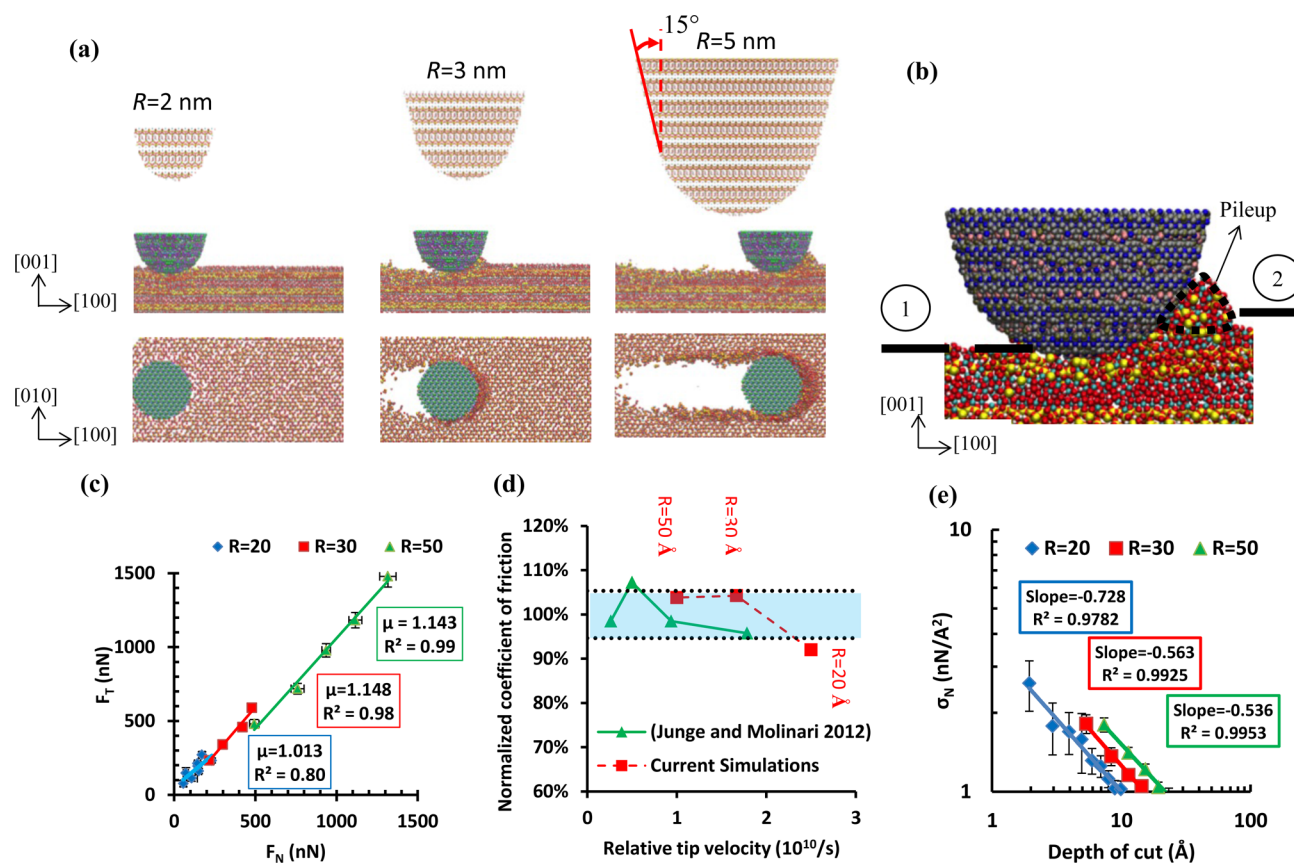 (a)
R=2 nm
R=3 nm
15°
R=5 nm
[001]
[100]
[010]
[100]
(b)
Pileup
1
2
[001]
[100]
(c)
R=20 R=30 R=50
1500
1000
500
0
0 500 1000 1500
F_T (nN)
F_N (nN)
μ = 1.143
R² = 0.99
μ=1.148
R² = 0.98
μ=1.013
R² = 0.80
(d)
Normalized coefficient of friction
120%
110%
100%
90%
80%
70%
60%
0 1 2 3
R=50 Å
R=30 Å
R=20 Å
(Junge and Molinari 2012)
Current Simulations
Relative tip velocity (10¹⁰/s)
(e)
R=20 R=30 R=50
10
1
1 10 100
σ_N (nN/A²)
Slope=-0.728
R² = 0.9782
Slope=-0.563
R² = 0.9925
Slope=-0.536
R² = 0.9953
Depth of cut (Å)